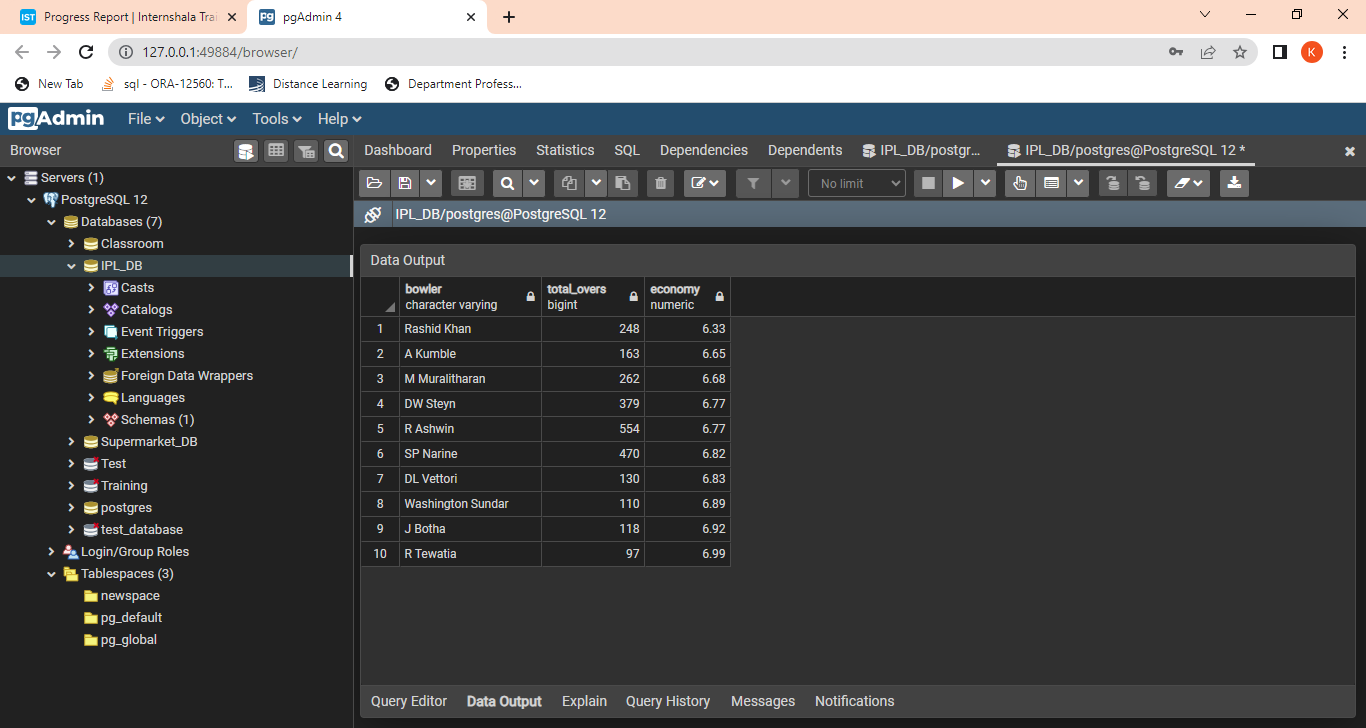 IST Progress Report | Internshala Trai
pg pgAdmin 4
127.0.0.1:49884/browser/
K
New Tab sql - ORA-12560: T... Distance Learning Department Profess...
pgAdmin File Object Tools Help
Browser
Dashboard Properties Statistics SQL Dependencies Dependents IPL_DB/postgr... IPL_DB/postgres@PostgreSQL 12 *
No limit
IPL_DB/postgres@PostgreSQL 12
Servers (1)
PostgreSQL 12
Databases (7)
Classroom
IPL_DB
Casts
Catalogs
Event Triggers
Extensions
Foreign Data Wrappers
Languages
Schemas (1)
Supermarket_DB
Test
Training
postgres
test_database
Login/Group Roles
Tablespaces (3)
newspace
pg_default
pg_global
Data Output
bowler total_overs economy
character varying bigint numeric
1 Rashid Khan 248 6.33
2 A Kumble 163 6.65
3 M Muralitharan 262 6.68
4 DW Steyn 379 6.77
5 R Ashwin 554 6.77
6 SP Narine 470 6.82
7 DL Vettori 130 6.83
8 Washington Sundar 110 6.89
9 J Botha 118 6.92
10 R Tewatia 97 6.99
Query Editor Data Output Explain Query History Messages Notifications